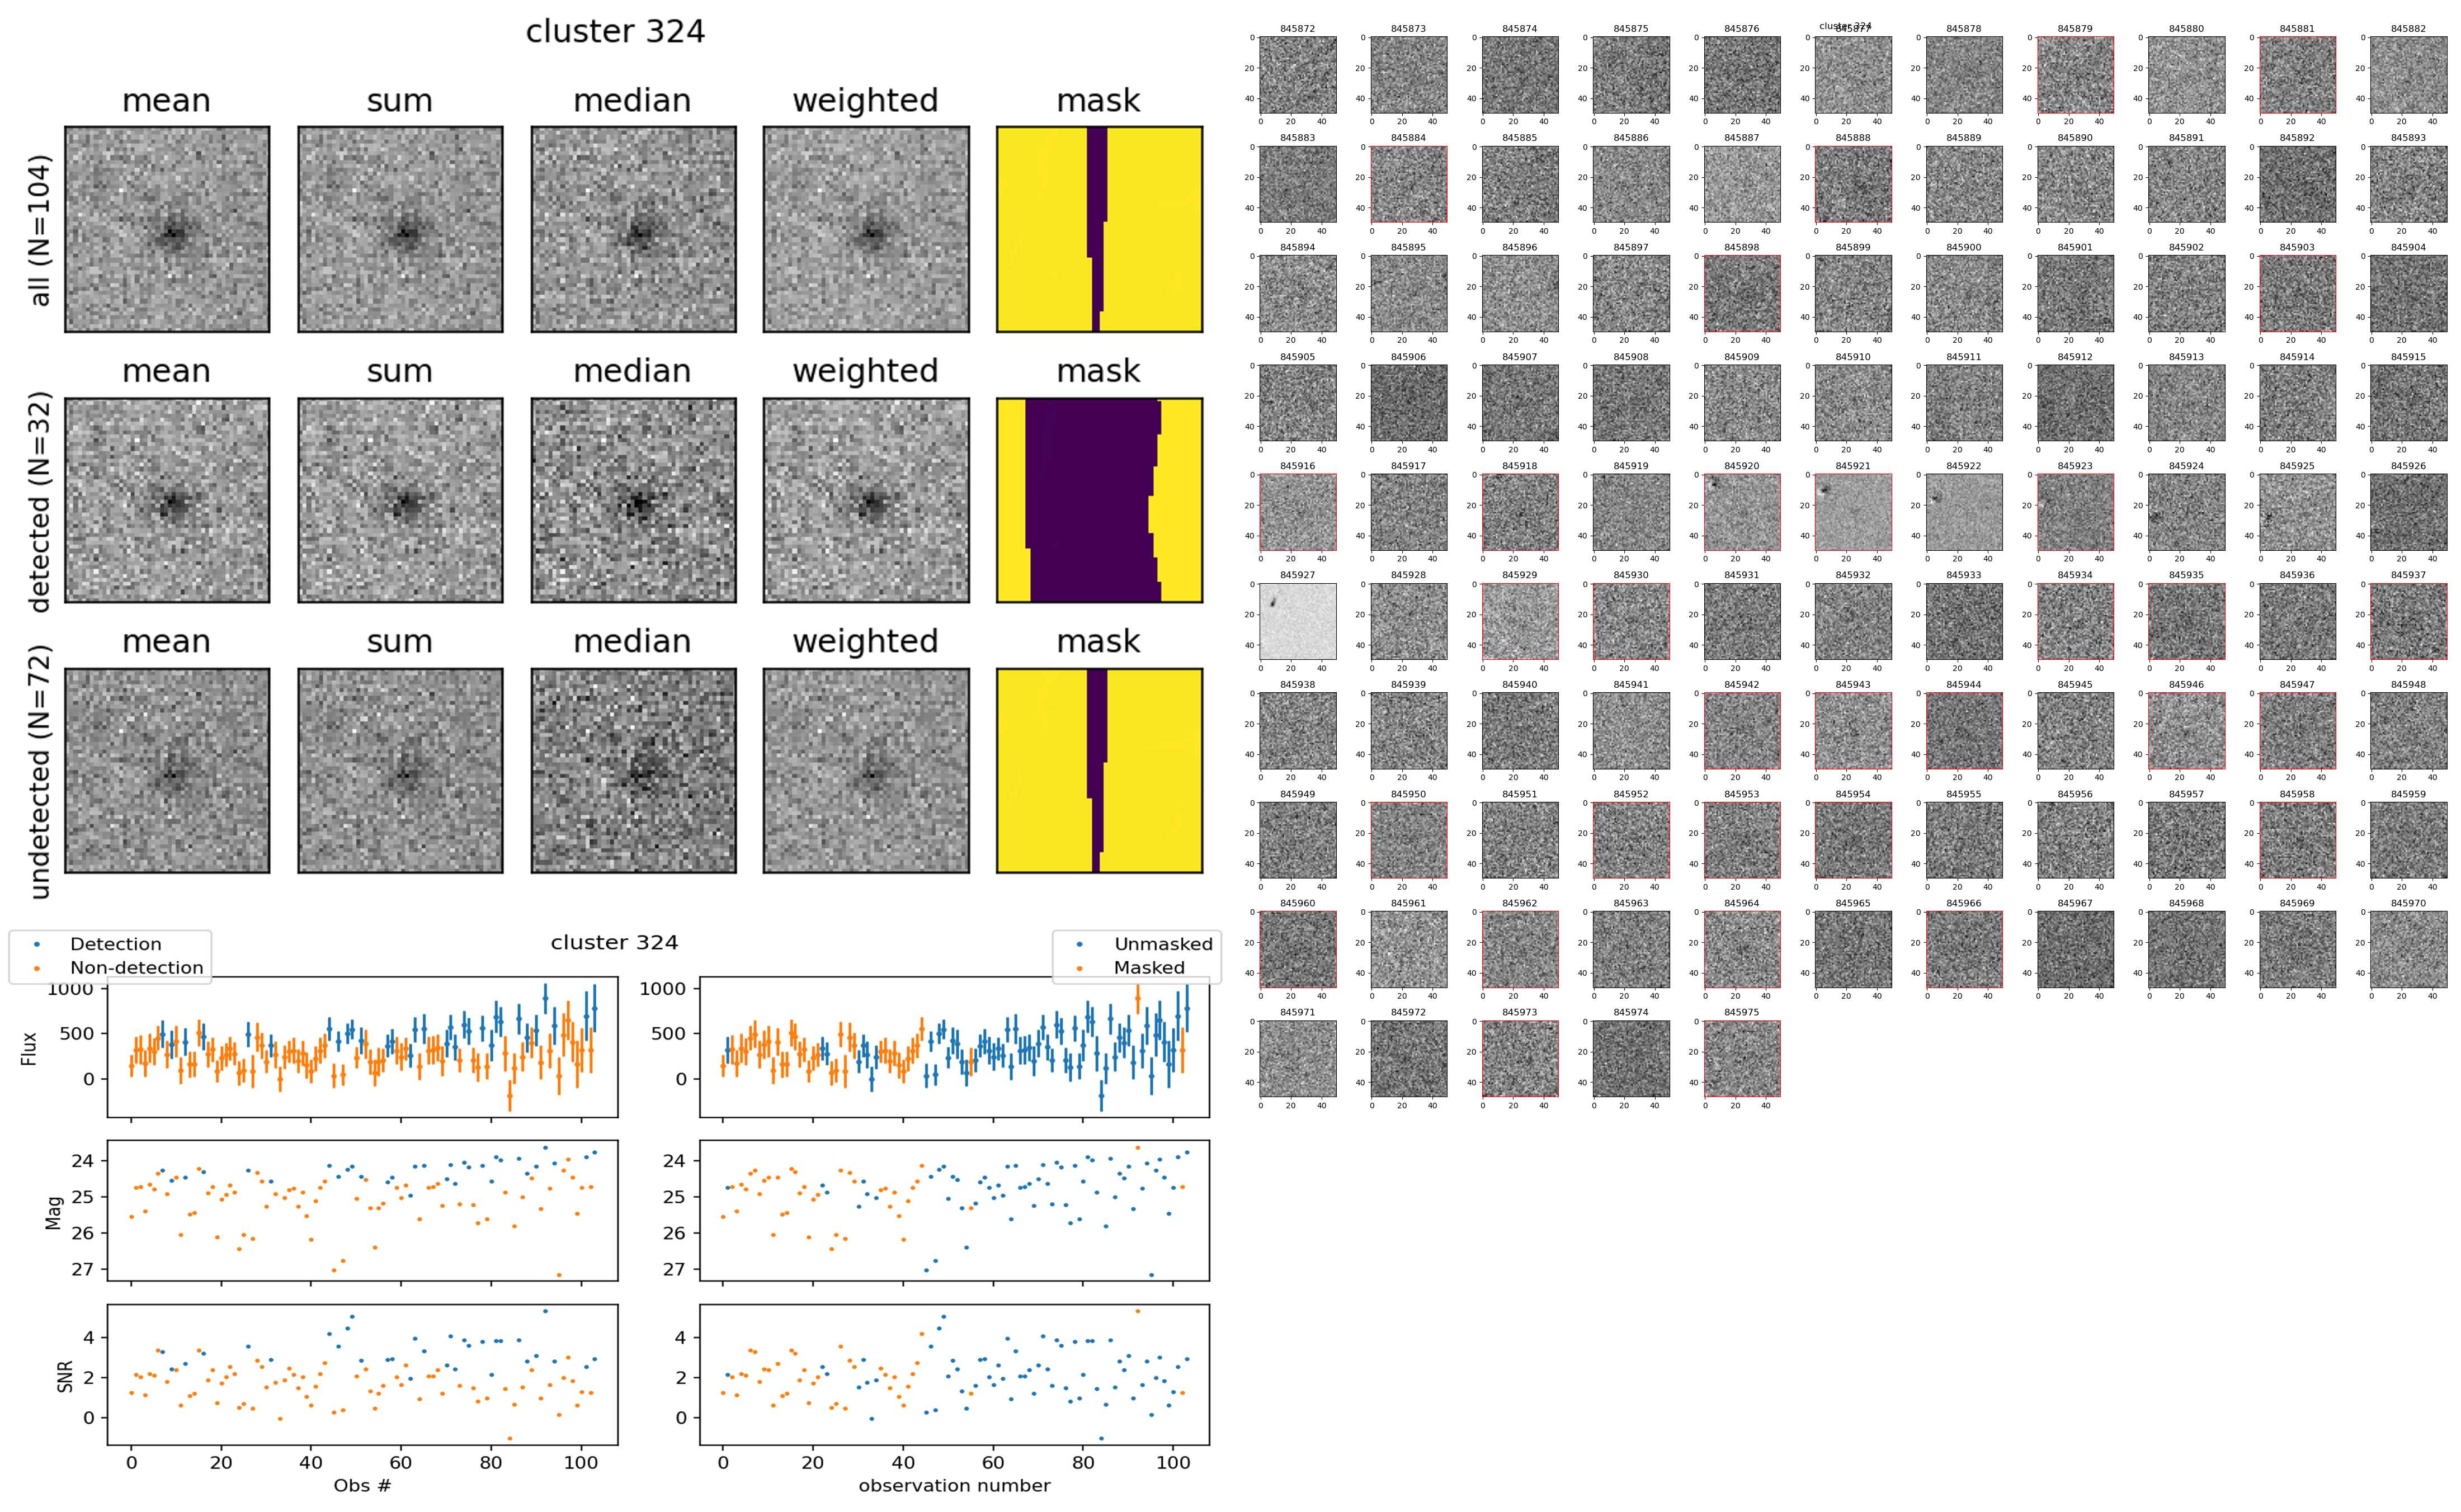 cluster 324
mean sum median weighted mask
all (N=104)
mean sum median weighted mask
detected (N=32)
mean sum median weighted mask
undetected (N=72)
cluster 324
Detection
Non-detection
Unmasked
Masked
Flux
1000
500
0
1000
500
0
Mag
24
25
26
27
24
25
26
27
SNR
4
2
0
4
2
0
0 20 40 60 80 100
Obs #
0 20 40 60 80 100
observation number
cluster 324
845872 845873 845874 845875 845876 845877 845878 845879 845880 845881 845882
845883 845884 845885 845886 845887 845888 845889 845890 845891 845892 845893
845894 845895 845896 845897 845898 845899 845900 845901 845902 845903 845904
845905 845906 845907 845908 845909 845910 845911 845912 845913 845914 845915
845916 845917 845918 845919 845920 845921 845922 845923 845924 845925 845926
845927 845928 845929 845930 845931 845932 845933 845934 845935 845936 845937
845938 845939 845940 845941 845942 845943 845944 845945 845946 845947 845948
845949 845950 845951 845952 845953 845954 845955 845956 845957 845958 845959
845960 845961 845962 845963 845964 845965 845966 845967 845968 845969 845970
845971 845972 845973 845974 845975